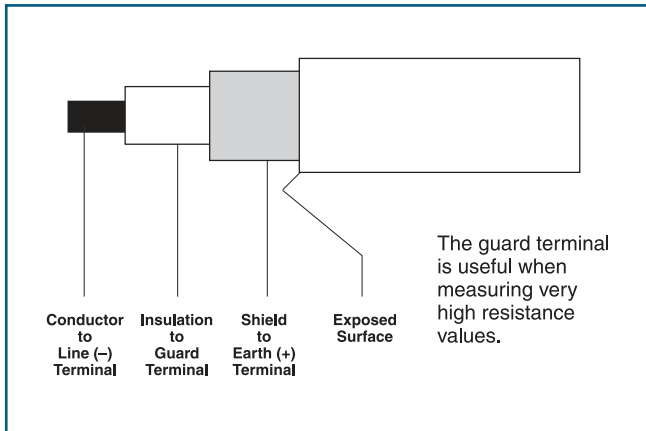 The guard terminal
is useful when
measuring very
high resistance
values.
Conductor
to
Line (–)
Terminal
Insulation
to
Guard
Terminal
Shield
to
Earth (+)
Terminal
Exposed
Surface